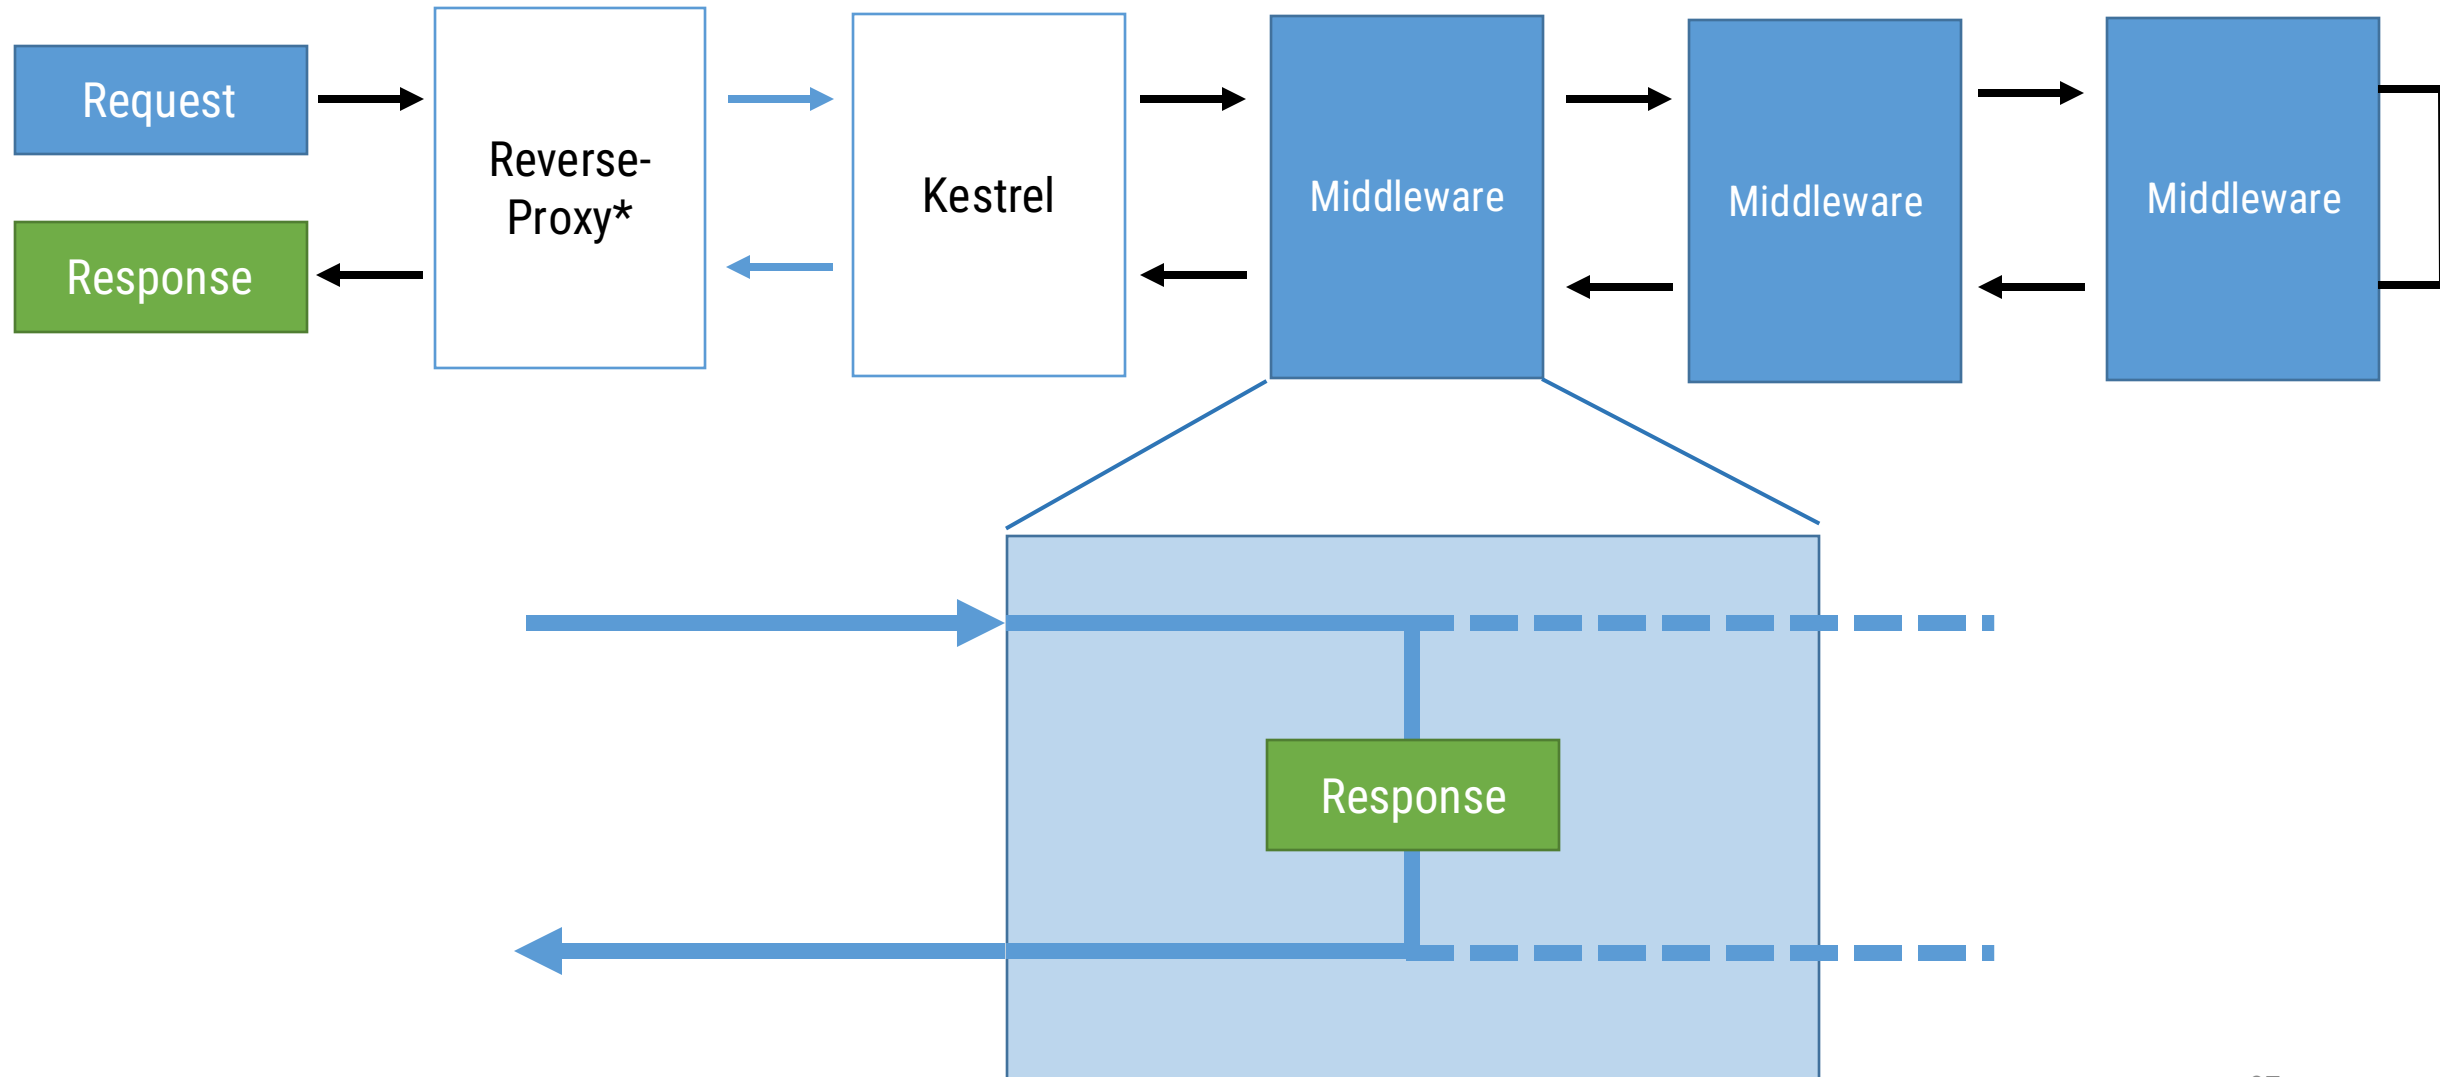 Request
Response
Reverse-
Proxy*
Kestrel
Middleware
Middleware
Middleware
Response